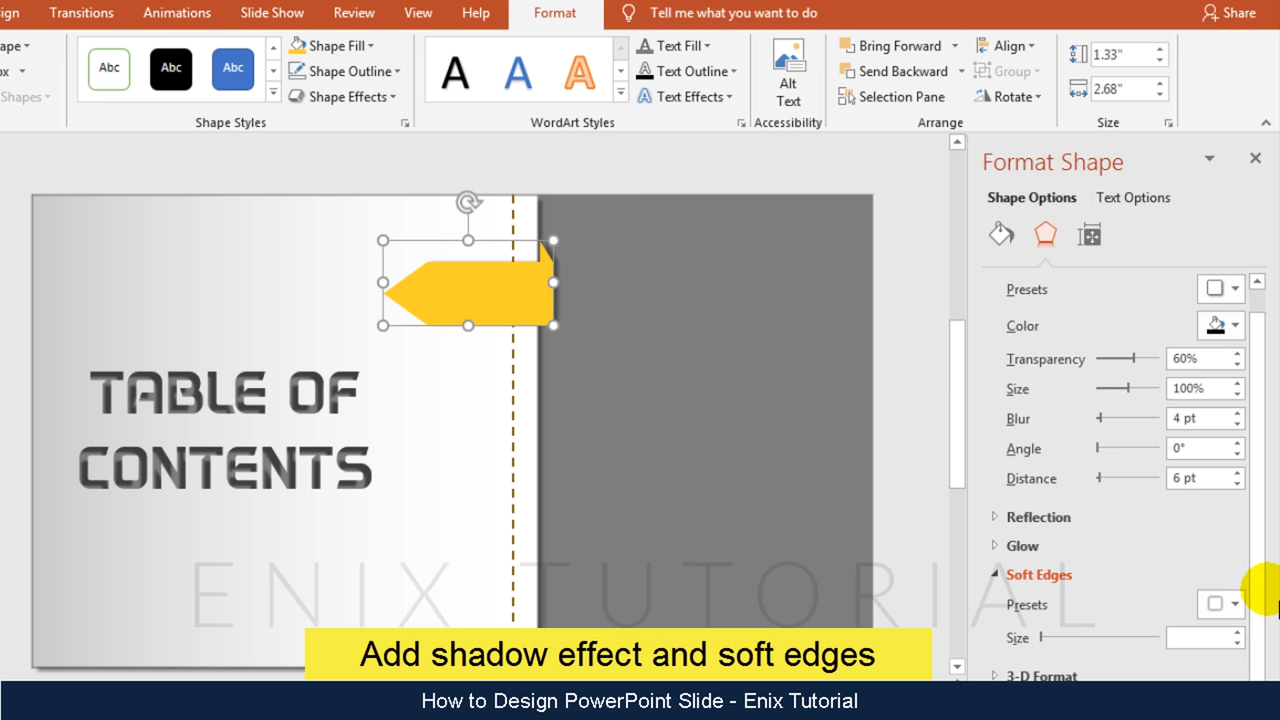 ign Transitions Animations Slide Show Review View Help Format Tell me what you want to do Share
ape
x
Shapes
Abc Abc Abc
Shape Fill
Shape Outline
Shape Effects
Shape Styles
A A A
Text Fill
Text Outline
Text Effects
WordArt Styles
Alt
Text
Accessibility
Bring Forward
Send Backward
Selection Pane
Align
Group
Rotate
Arrange
1.33"
2.68"
Size
Format Shape
Shape Options Text Options
Presets
Color
Transparency 60%
Size 100%
Blur 4 pt
Angle 0°
Distance 6 pt
Reflection
Glow
Soft Edges
Presets
Size
3-D Format
TABLE OF
CONTENTS
ENIX TUTORIAL
Add shadow effect and soft edges
How to Design PowerPoint Slide - Enix Tutorial